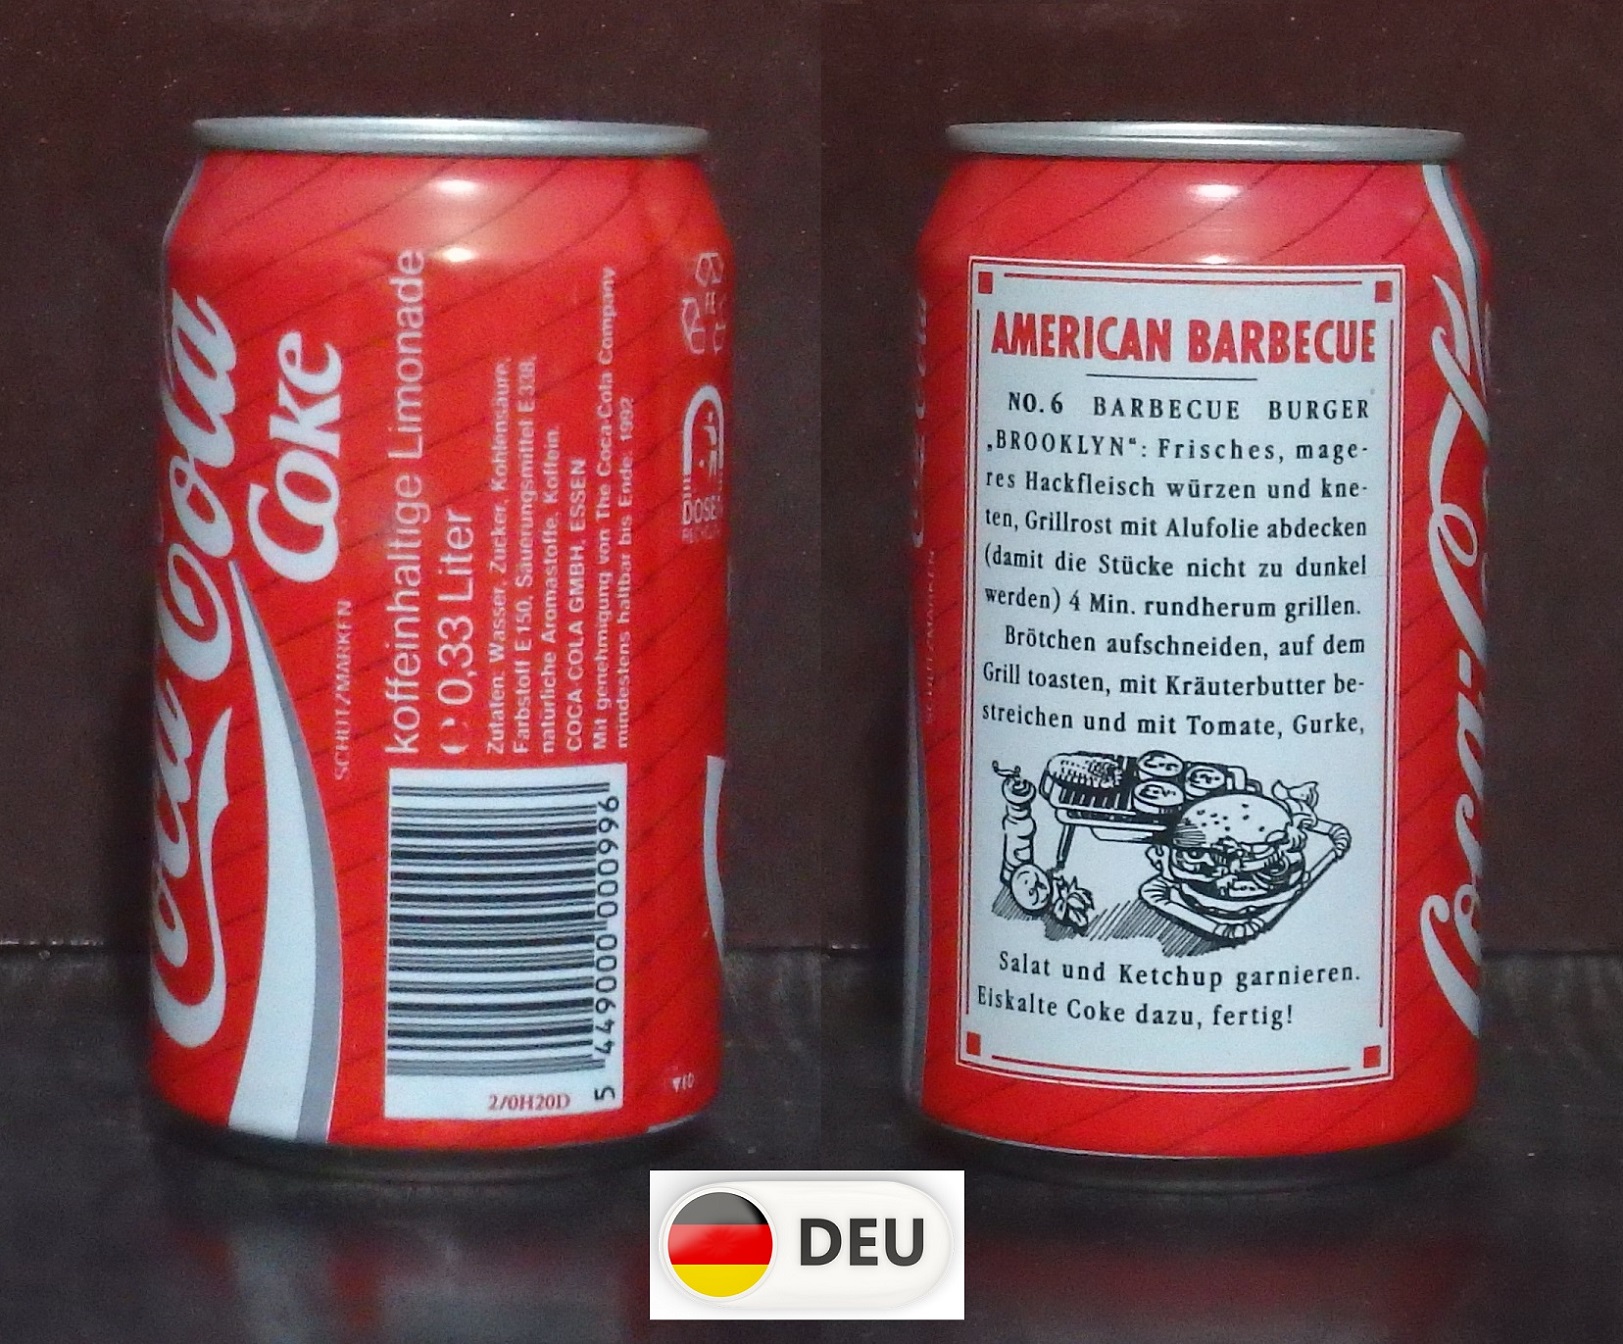 Coca-Cola
Coke
SCHUTZMARKEN
koffeinhaltige Limonade
e 0,33 Liter
Zutaten: Wasser, Zucker, Kohlensäure,
Farbstoff E 150, Säuerungsmittel E 338,
natürliche Aromastoffe, Koffein.
COCA COLA GMBH, ESSEN
Mit genehmigung von The Coca-Cola Company
mindestens haltbar bis Ende: 1992
DOSE
5 449000 000996
2/0H20D
AMERICAN BARBECUE
NO. 6 BARBECUE BURGER
„BROOKLYN“: Frisches, mage-
res Hackfleisch würzen und kne-
ten, Grillrost mit Alufolie abdecken
(damit die Stücke nicht zu dunkel
werden) 4 Min. rundherum grillen.
Brötchen aufschneiden, auf dem
Grill toasten, mit Kräuterbutter be-
streichen und mit Tomate, Gurke,
Salat und Ketchup garnieren.
Eiskalte Coke dazu, fertig!
Coca-Cola
SCHUTZMARKEN
DEU